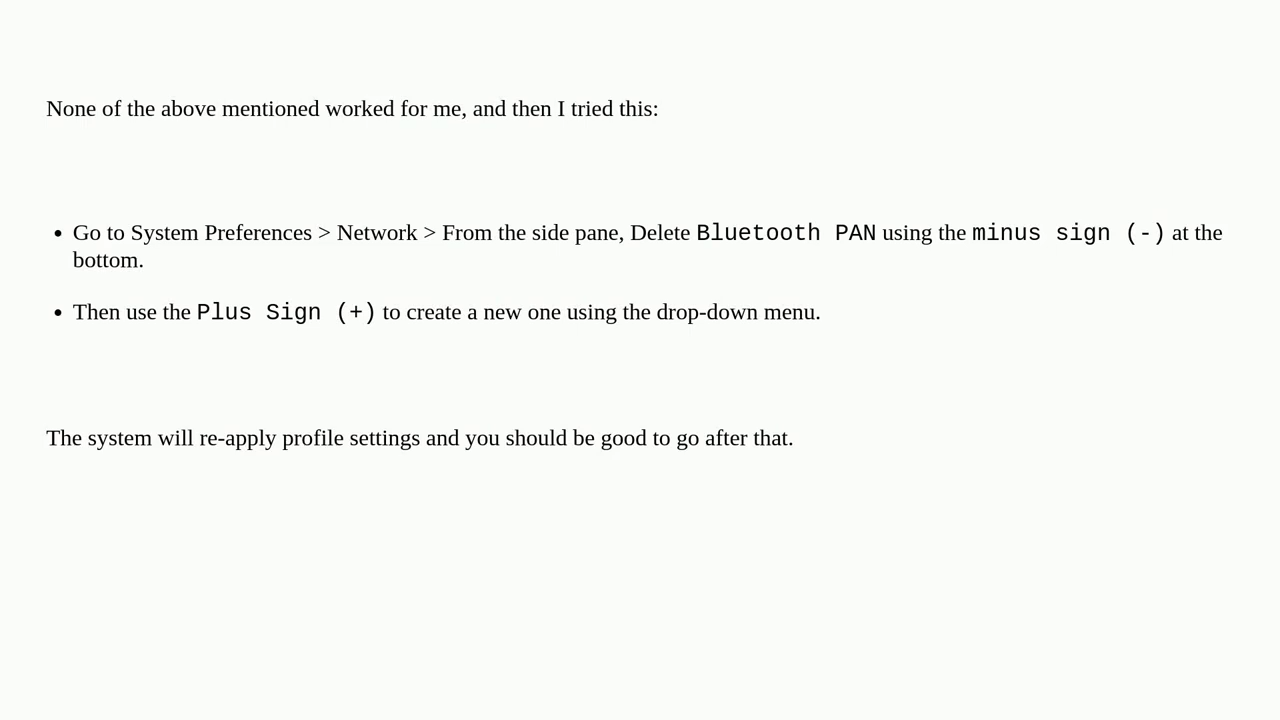 None of the above mentioned worked for me, and then I tried this:
• Go to System Preferences > Network > From the side pane, Delete Bluetooth PAN using the minus sign (-) at the
bottom.
• Then use the Plus Sign (+) to create a new one using the drop-down menu.
The system will re-apply profile settings and you should be good to go after that.